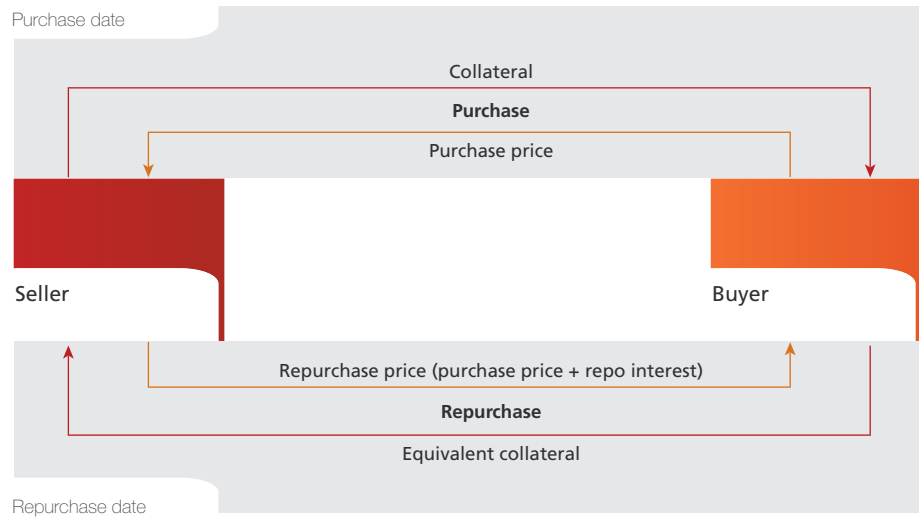 Purchase date
Collateral
Purchase
Purchase price
Seller
Buyer
Repurchase price (purchase price + repo interest)
Repurchase
Equivalent collateral
Repurchase date